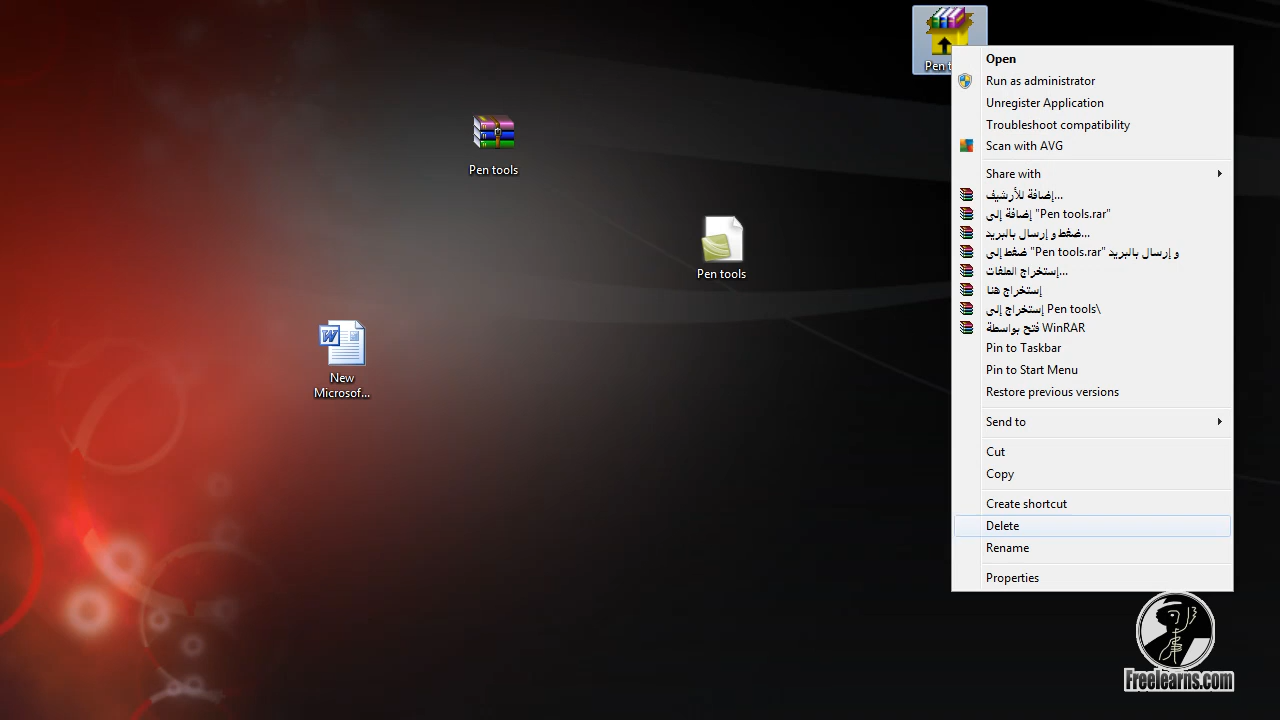 Pen t
Open
Run as administrator
Unregister Application
Troubleshoot compatibility
Scan with AVG
Share with
إضافة للأرشيف...
إضافة إلى "Pen tools.rar"
ضغط و إرسال بالبريد...
ضغط إلى "Pen tools.rar" و إرسال بالبريد
إستخراج الملفات...
إستخراج هنا
إستخراج إلى Pen tools\
فتح بواسطة WinRAR
Pin to Taskbar
Pin to Start Menu
Restore previous versions
Send to
Cut
Copy
Create shortcut
Delete
Rename
Properties
Pen tools
Pen tools
New
Microsof...
Freelearns.com